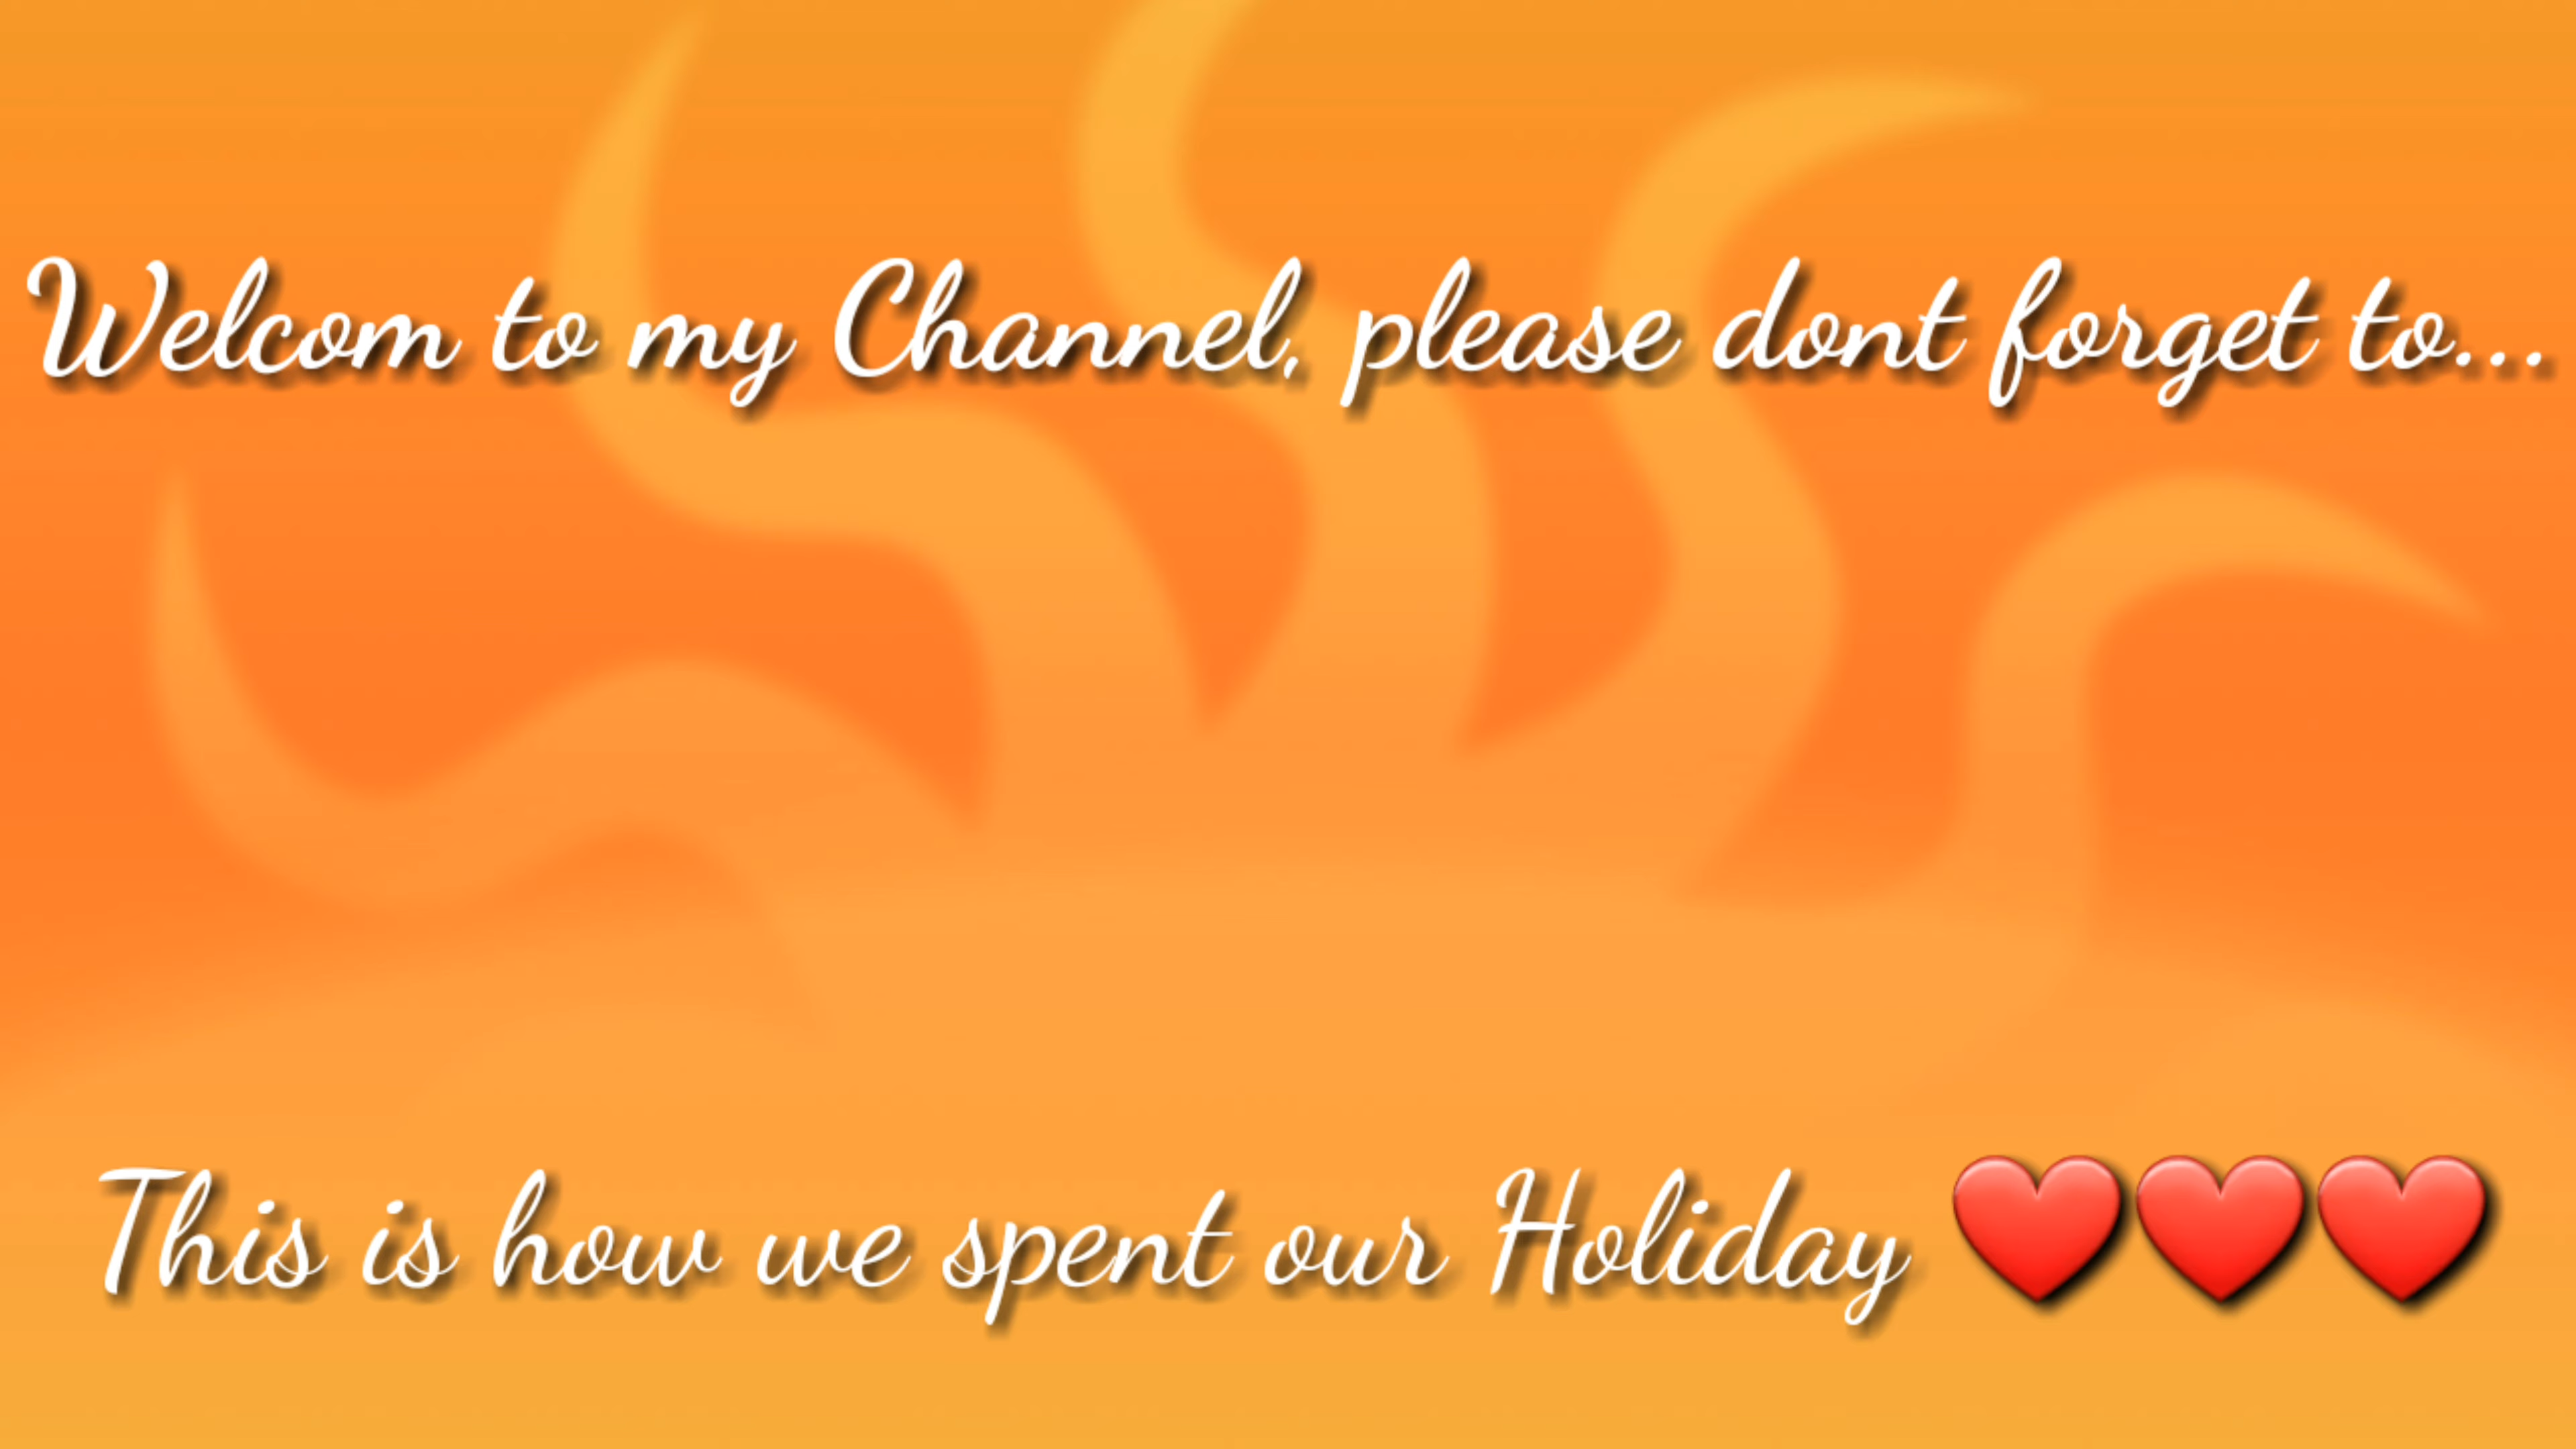 Welcom to my Channel, please dont forget to...
This is how we spent our Holiday ❤❤❤